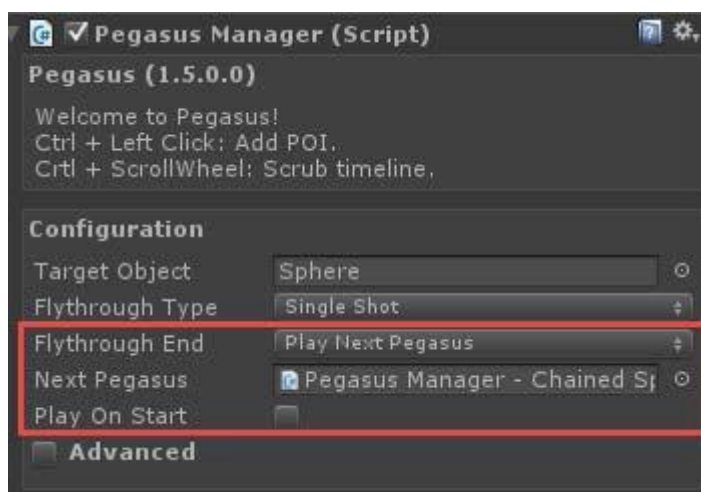 Pegasus Manager (Script)
Pegasus (1.5.0.0)
Welcome to Pegasus!
Ctrl + Left Click: Add POI.
Crtl + ScrollWheel: Scrub timeline.
Configuration
Target Object Sphere
Flythrough Type Single Shot
Flythrough End Play Next Pegasus
Next Pegasus Pegasus Manager - Chained
Play On Start
Advanced